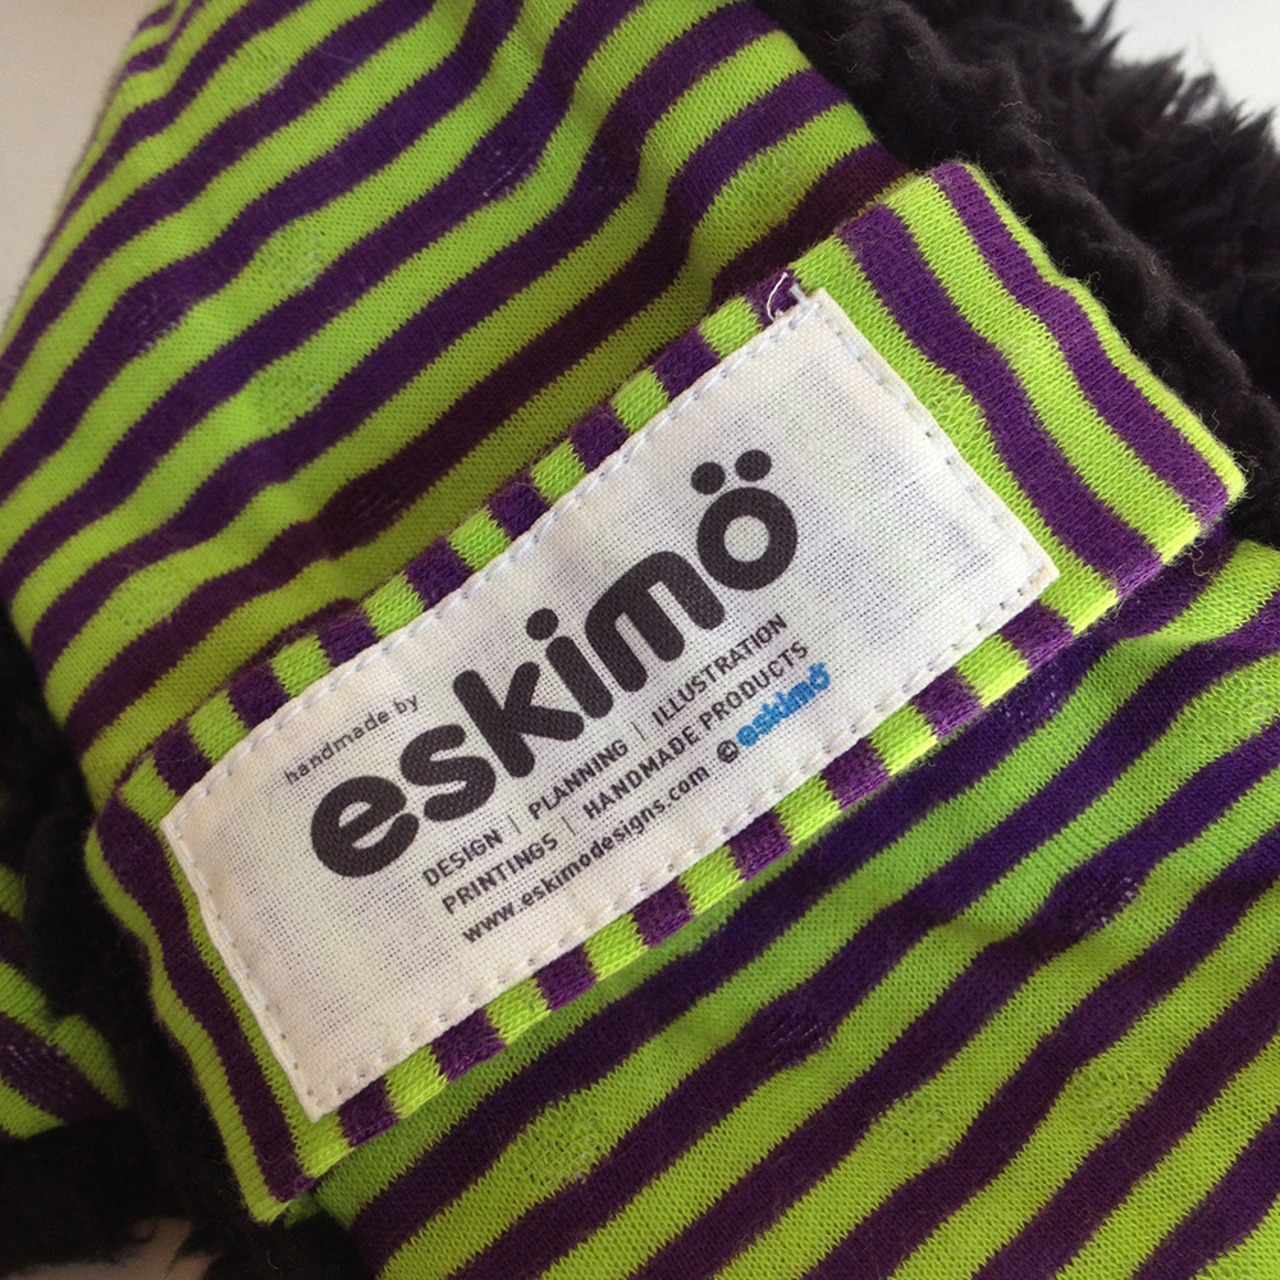 handmade by
eskimö
DESIGN | PLANNING | ILLUSTRATION
PRINTINGS | HANDMADE PRODUCTS
www.eskimodesigns.com © eskimö